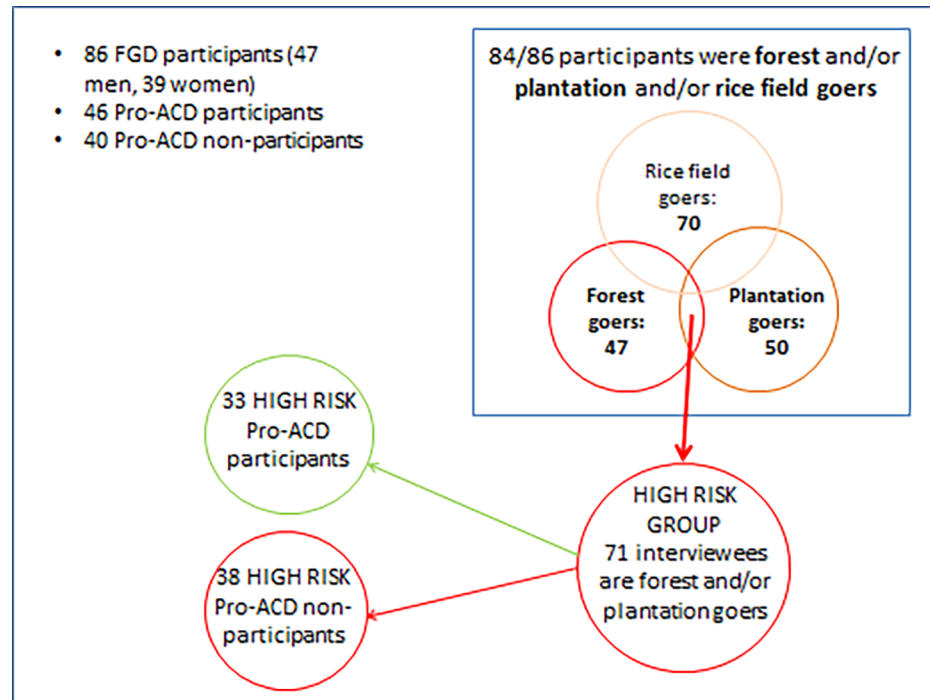 • 86 FGD participants (47
men, 39 women)
• 46 Pro-ACD participants
• 40 Pro-ACD non-participants
84/86 participants were forest and/or
plantation and/or rice field goers
Rice field
goers:
70
Forest
goers:
47
Plantation
goers:
50
33 HIGH RISK
Pro-ACD
participants
HIGH RISK
GROUP
71 interviewees
are forest and/or
plantation goers
38 HIGH RISK
Pro-ACD non-
participants